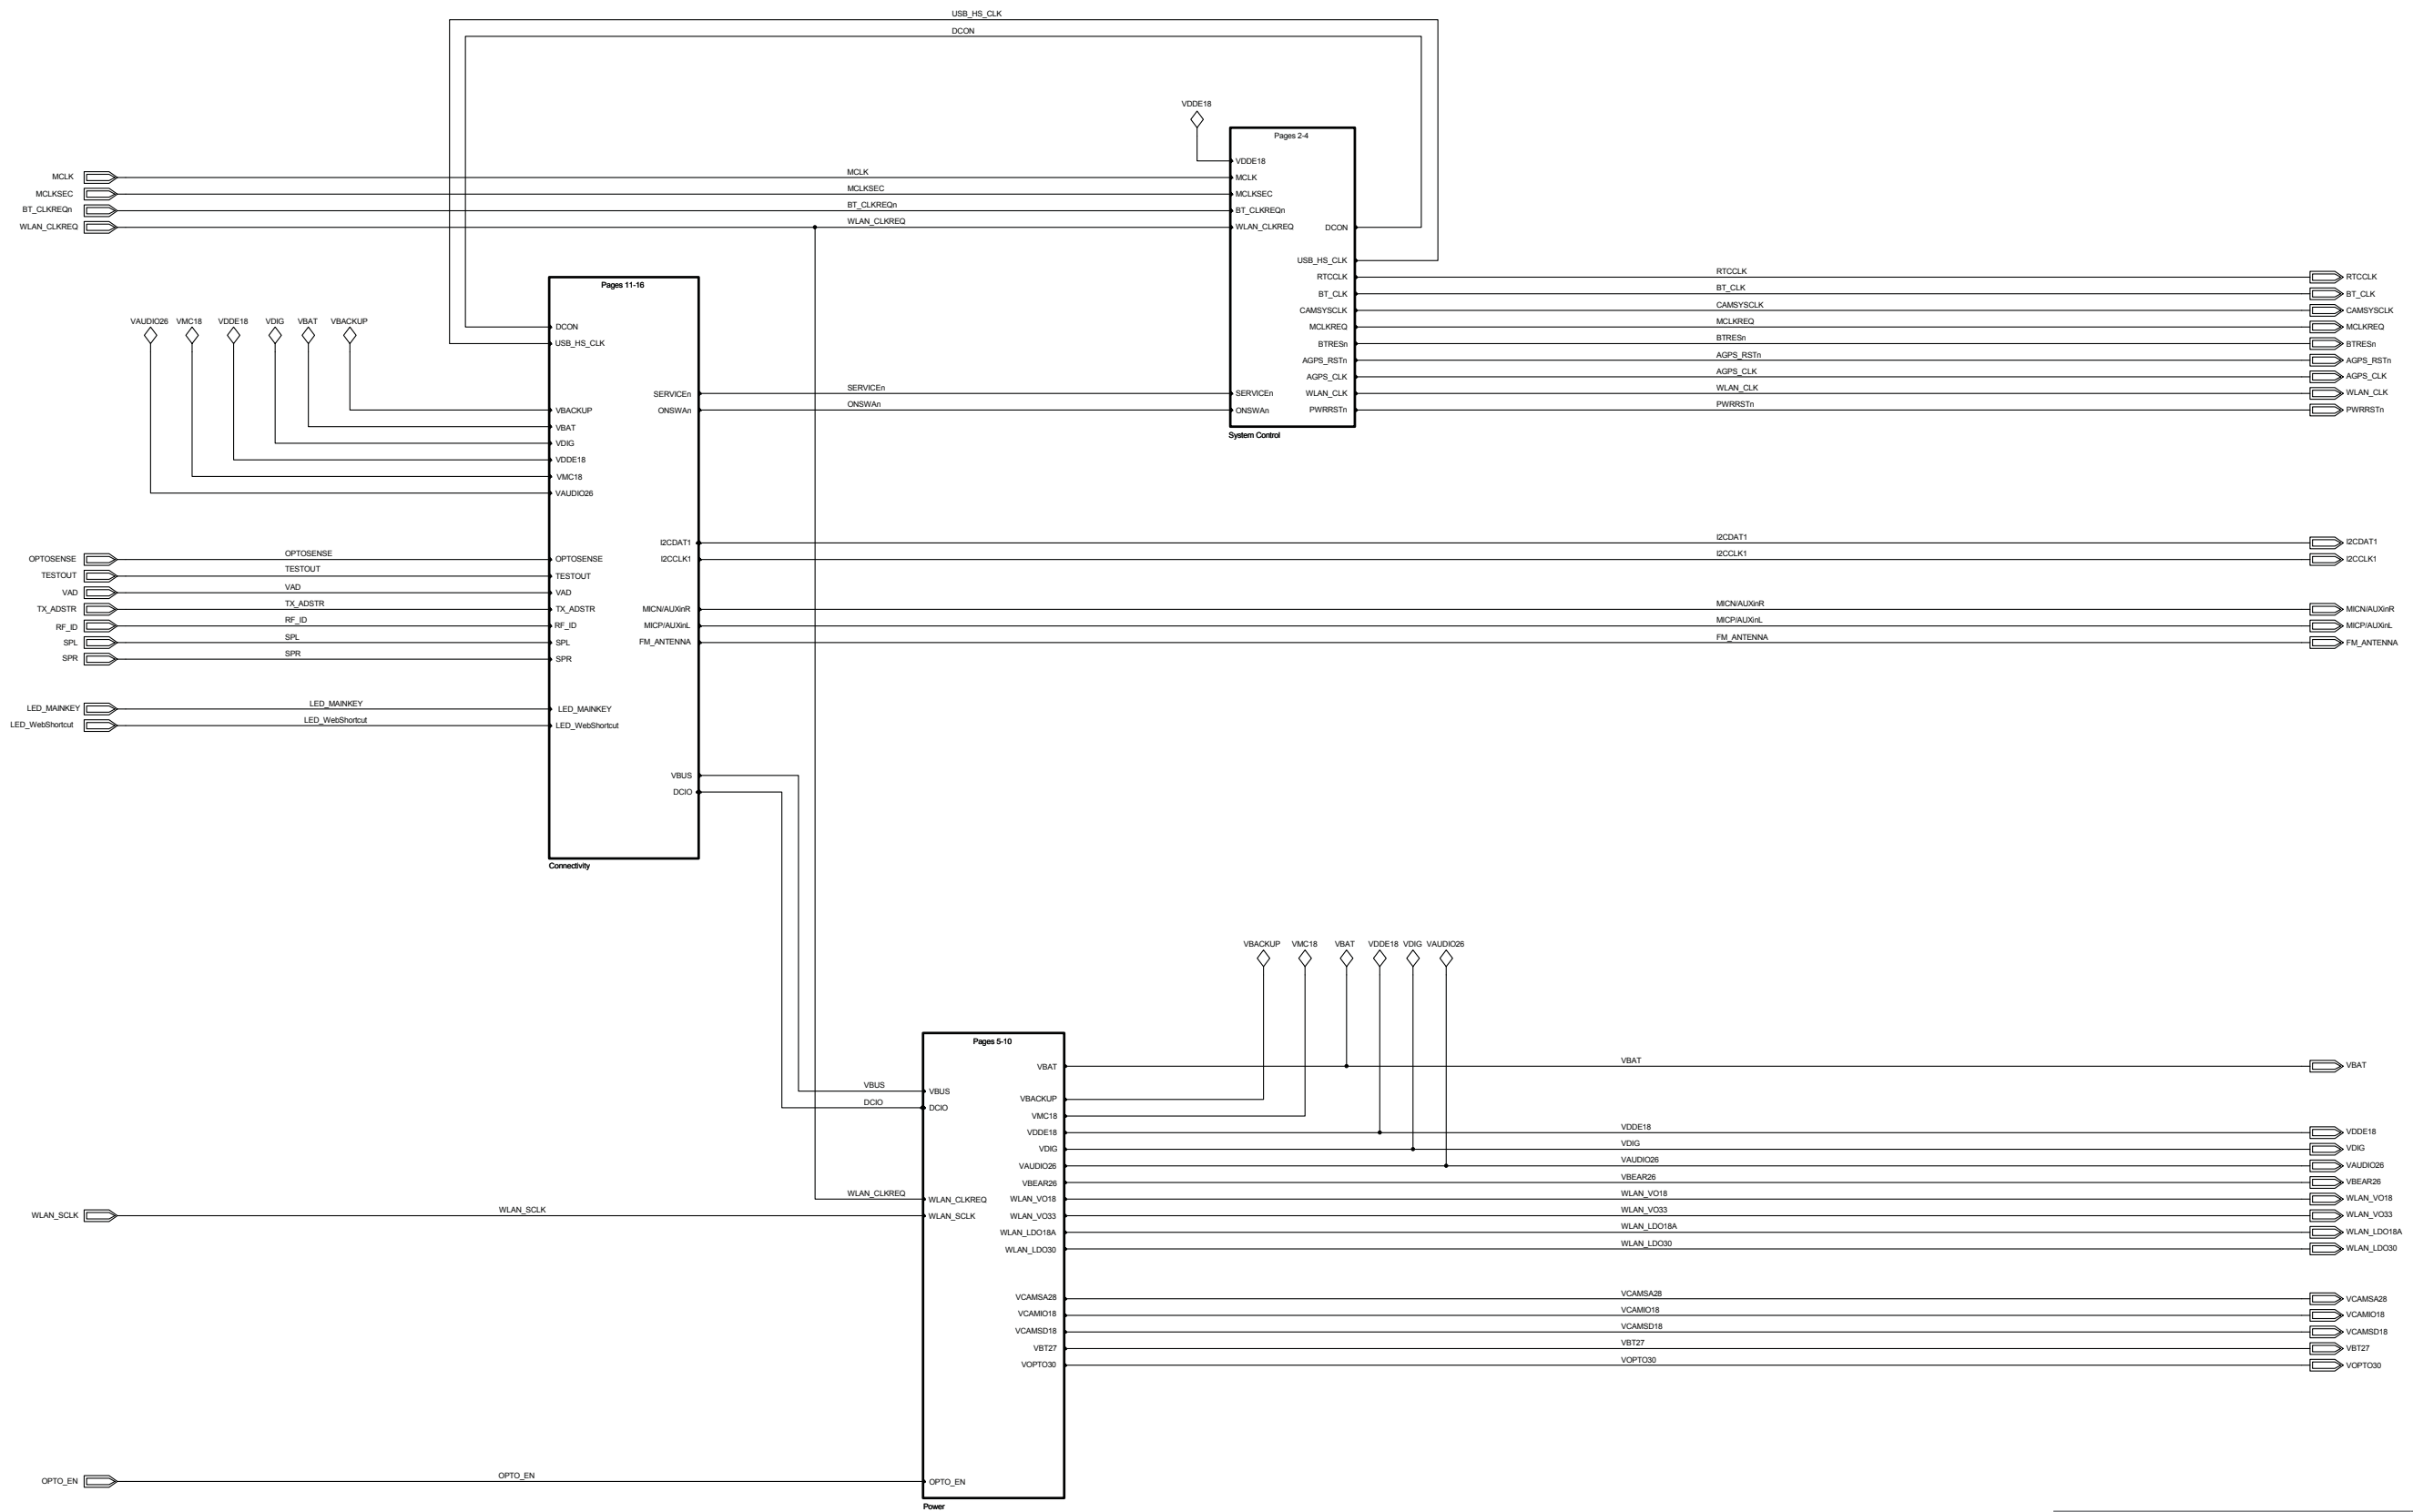 USB_HS_CLK
DCON
VDDE18
Pages 2-4
VDDE18
MCLK MCLK MCLK
MCLKSEC MCLKSEC MCLKSEC
BT_CLKREQn BT_CLKREQn BT_CLKREQn
WLAN_CLKREQ WLAN_CLKREQ WLAN_CLKREQ DCON
USB_HS_CLK
RTCCLK RTCCLK RTCCLK
BT_CLK BT_CLK BT_CLK
CAMSYSCLK CAMSYSCLK CAMSYSCLK
MCLKREQ MCLKREQ MCLKREQ
BTRESn BTRESn BTRESn
AGPS_RSTn AGPS_RSTn AGPS_RSTn
AGPS_CLK AGPS_CLK AGPS_CLK
SERVICEn WLAN_CLK WLAN_CLK WLAN_CLK
ONSWAn PWRRSTn PWRRSTn PWRRSTn
System Control
Pages 11-16
VAUDIO26 VMC18 VDDE18 VDIG VBAT VBACKUP
DCON
USB_HS_CLK
SERVICEn SERVICEn
VBACKUP ONSWAn ONSWAn
VBAT
VDIG
VDDE18
VMC18
VAUDIO26
I2CDAT1 I2CDAT1 I2CDAT1
OPTOSENSE OPTOSENSE OPTOSENSE I2CCLK1 I2CCLK1 I2CCLK1
TESTOUT TESTOUT TESTOUT
VAD VAD VAD
TX_ADSTR TX_ADSTR TX_ADSTR MICN/AUXinR MICN/AUXinR MICN/AUXinR
RF_ID RF_ID RF_ID MICP/AUXinL MICP/AUXinL MICP/AUXinL
SPL SPL SPL FM_ANTENNA FM_ANTENNA FM_ANTENNA
SPR SPR SPR
LED_MAINKEY LED_MAINKEY LED_MAINKEY
LED_WebShortcut LED_WebShortcut LED_WebShortcut
VBUS
DCIO
Connectivity
VBACKUP VMC18 VBAT VDDE18 VDIG VAUDIO26
Pages 5-10
VBAT VBAT VBAT
VBUS VBUS
VBACKUP
DCIO DCIO
VMC18
VDDE18 VDDE18 VDDE18
VDIG VDIG VDIG
VAUDIO26 VAUDIO26 VAUDIO26
VBEAR26 VBEAR26 VBEAR26
WLAN_CLKREQ WLAN_CLKREQ WLAN_VO18 WLAN_VO18 WLAN_VO18
WLAN_SCLK WLAN_SCLK WLAN_SCLK WLAN_VO33 WLAN_VO33 WLAN_VO33
WLAN_LDO18A WLAN_LDO18A WLAN_LDO18A
WLAN_LDO30 WLAN_LDO30 WLAN_LDO30
VCAMSA28 VCAMSA28 VCAMSA28
VCAMIO18 VCAMIO18 VCAMIO18
VCAMSD18 VCAMSD18 VCAMSD18
VBT27 VBT27 VBT27
VOPTO30 VOPTO30 VOPTO30
OPTO_EN OPTO_EN OPTO_EN
Power